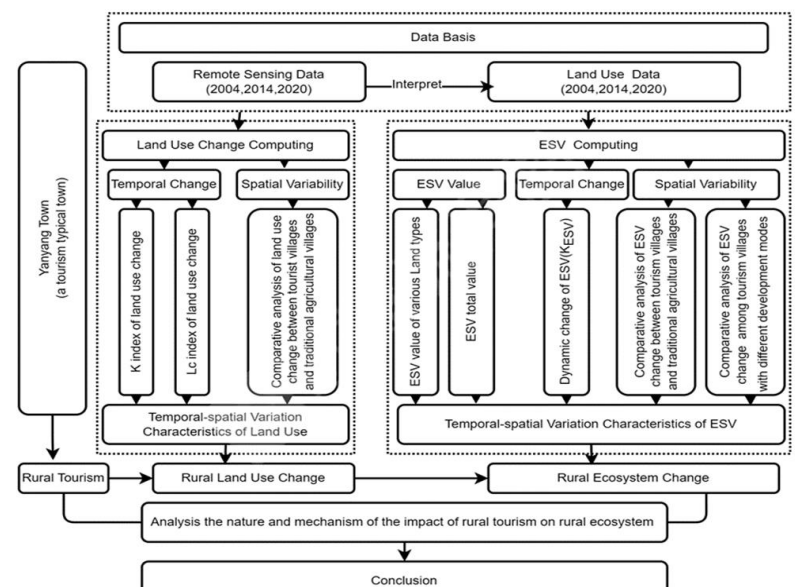 Data Basis
Remote Sensing Data
(2004,2014,2020)
Interpret
Land Use Data
(2004,2014,2020)
Yanyang Town
(a tourism typical town)
Land Use Change Computing
ESV Computing
Temporal Change
Spatial Variability
ESV Value
Temporal Change
Spatial Variability
K index of land use change
Lc index of land use change
Comparative analysis of land use
change between tourist villages
and traditional agricultural villages
ESV value of various Land types
ESV total value
Dynamic change of ESV(KESV)
Comparative analysis of ESV
change between tourism villages
and traditional agricultural villages
Comparative analysis of ESV
change among tourism villages
with different development modes
Temporal-spatial Variation
Characteristics of Land Use
Temporal-spatial Variation Characteristics of ESV
Rural Tourism
Rural Land Use Change
Rural Ecosystem Change
Analysis the nature and mechanism of the impact of rural tourism on rural ecosystem
Conclusion